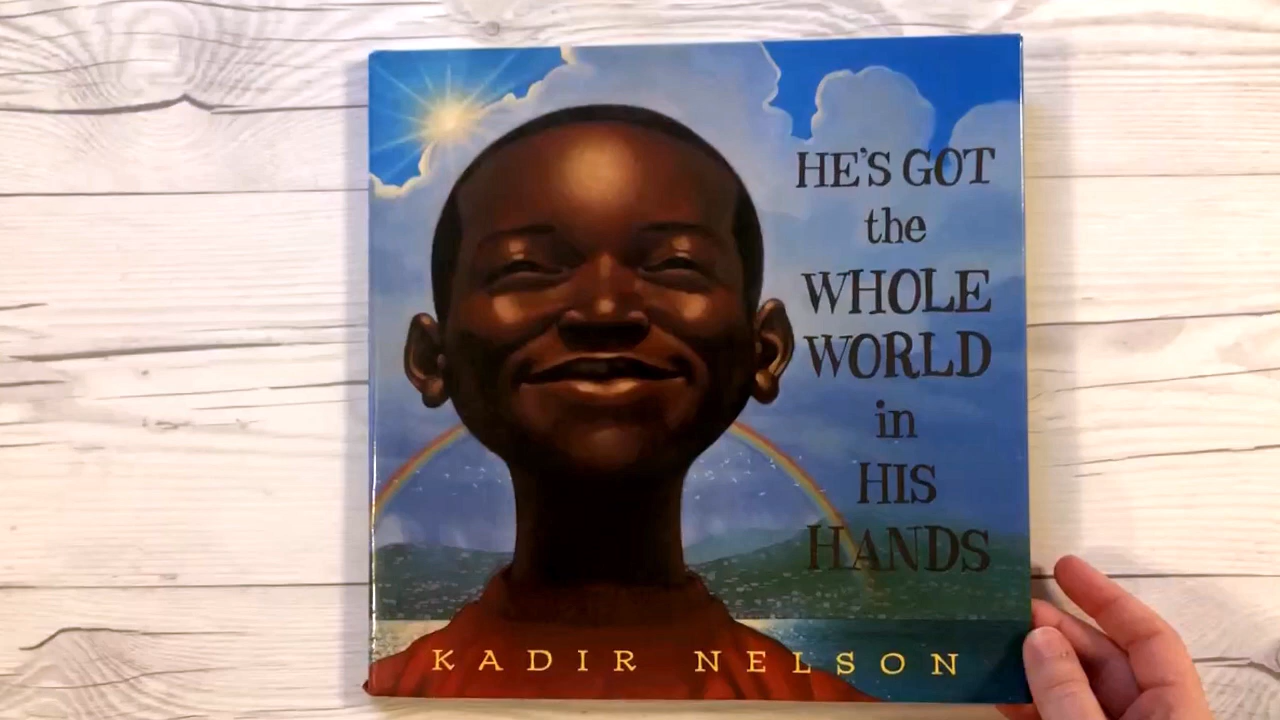 HE'S GOT
the
WHOLE
WORLD
in
HIS
HANDS
KADIR NELSON